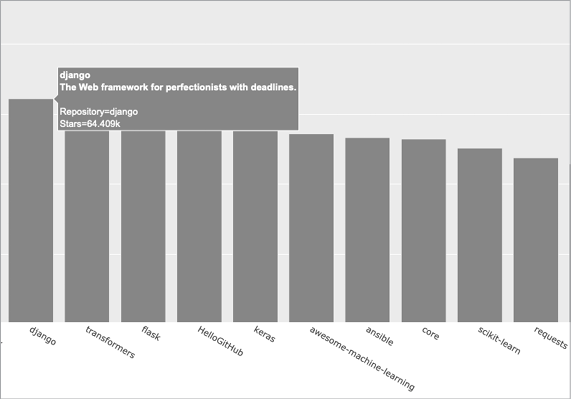 django
The Web framework for perfectionists with deadlines.
Repository=django
Stars=64.409k
django
transformers
flask
HelloGitHub
keras
awesome-machine-learning
ansible
core
scikit-learn
requests